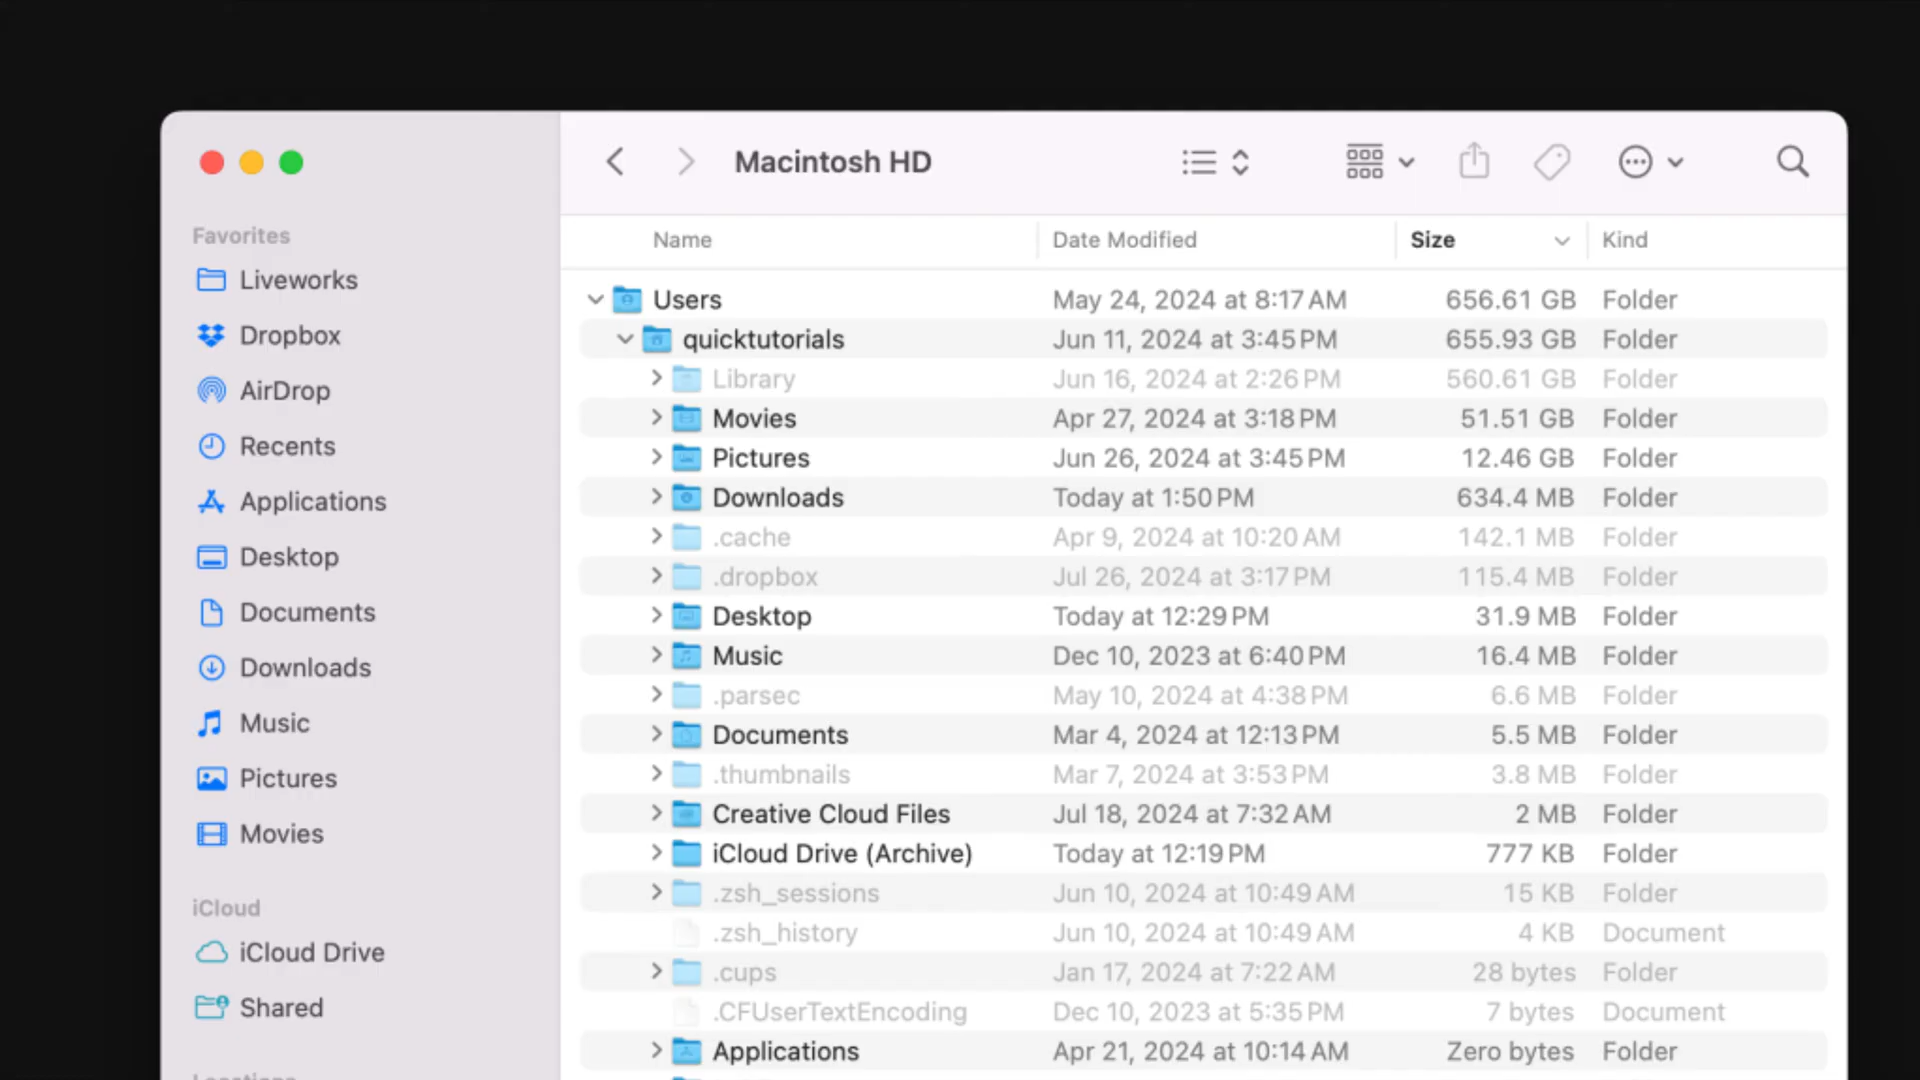 Macintosh HD
Favorites
Liveworks
Dropbox
AirDrop
Recents
Applications
Desktop
Documents
Downloads
Music
Pictures
Movies
iCloud
iCloud Drive
Shared
Name Date Modified Size Kind
Users May 24, 2024 at 8:17 AM 656.61 GB Folder
quicktutorials Jun 11, 2024 at 3:45 PM 655.93 GB Folder
Library Jun 16, 2024 at 2:26 PM 560.61 GB Folder
Movies Apr 27, 2024 at 3:18 PM 51.51 GB Folder
Pictures Jun 26, 2024 at 3:45 PM 12.46 GB Folder
Downloads Today at 1:50 PM 634.4 MB Folder
.cache Apr 9, 2024 at 10:20 AM 142.1 MB Folder
.dropbox Jul 26, 2024 at 3:17 PM 115.4 MB Folder
Desktop Today at 12:29 PM 31.9 MB Folder
Music Dec 10, 2023 at 6:40 PM 16.4 MB Folder
.parsec May 10, 2024 at 4:38 PM 6.6 MB Folder
Documents Mar 4, 2024 at 12:13 PM 5.5 MB Folder
.thumbnails Mar 7, 2024 at 3:53 PM 3.8 MB Folder
Creative Cloud Files Jul 18, 2024 at 7:32 AM 2 MB Folder
iCloud Drive (Archive) Today at 12:19 PM 777 KB Folder
.zsh_sessions Jun 10, 2024 at 10:49 AM 15 KB Folder
.zsh_history Jun 10, 2024 at 10:49 AM 4 KB Document
.cups Jan 17, 2024 at 7:22 AM 28 bytes Folder
.CFUserTextEncoding Dec 10, 2023 at 5:35 PM 7 bytes Document
Applications Apr 21, 2024 at 10:14 AM Zero bytes Folder